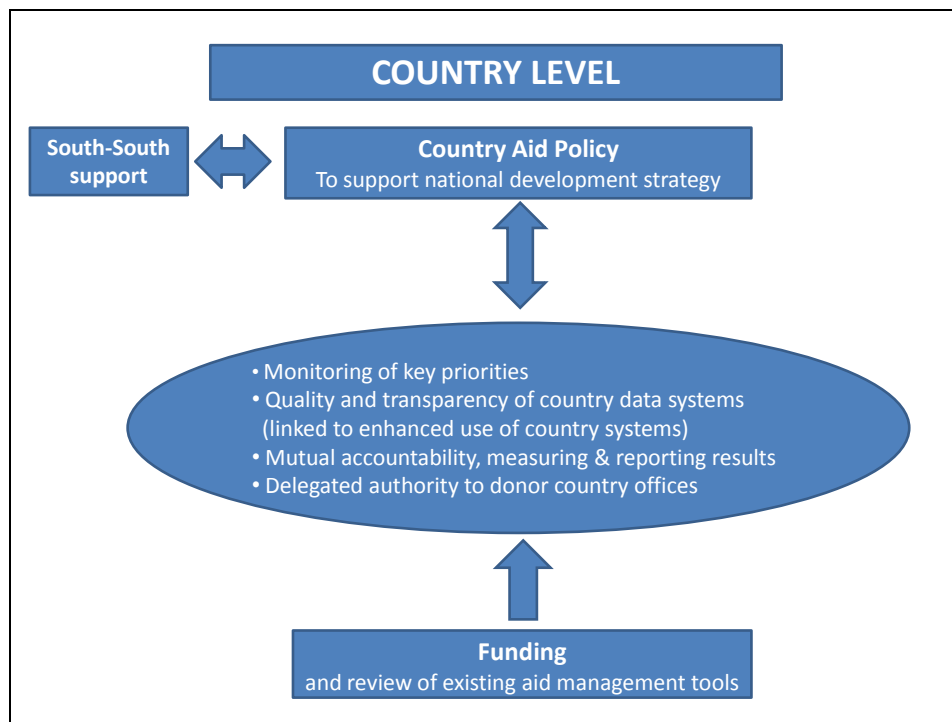 COUNTRY LEVEL
South-South
support
Country Aid Policy
To support national development strategy
• Monitoring of key priorities
• Quality and transparency of country data systems
(linked to enhanced use of country systems)
• Mutual accountability, measuring & reporting results
• Delegated authority to donor country offices
Funding
and review of existing aid management tools